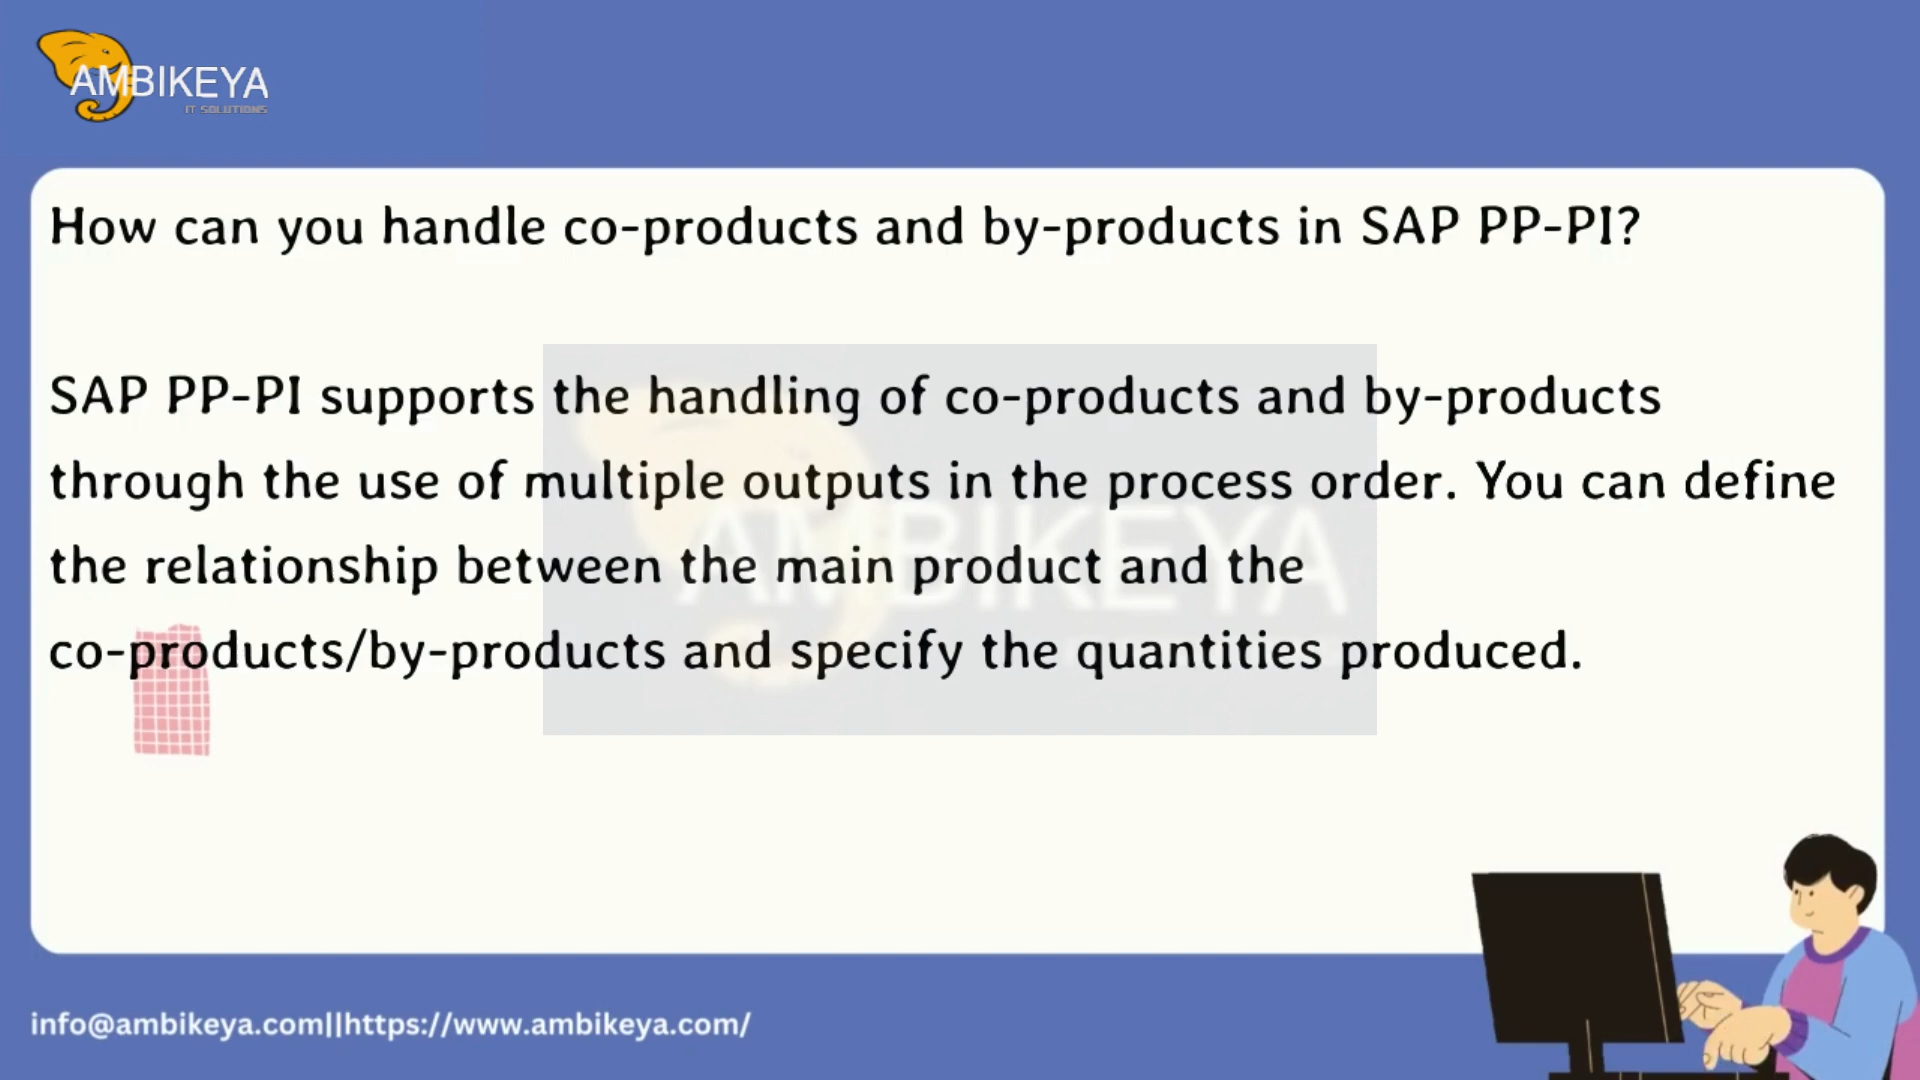 AMBIKEYA
IT SOLUTIONS
How can you handle co-products and by-products in SAP PP-PI?
SAP PP-PI supports the handling of co-products and by-products
through the use of multiple outputs in the process order. You can define
the relationship between the main product and the
co-products/by-products and specify the quantities produced.
AMBIKEYA
info@ambikeya.com||https://www.ambikeya.com/